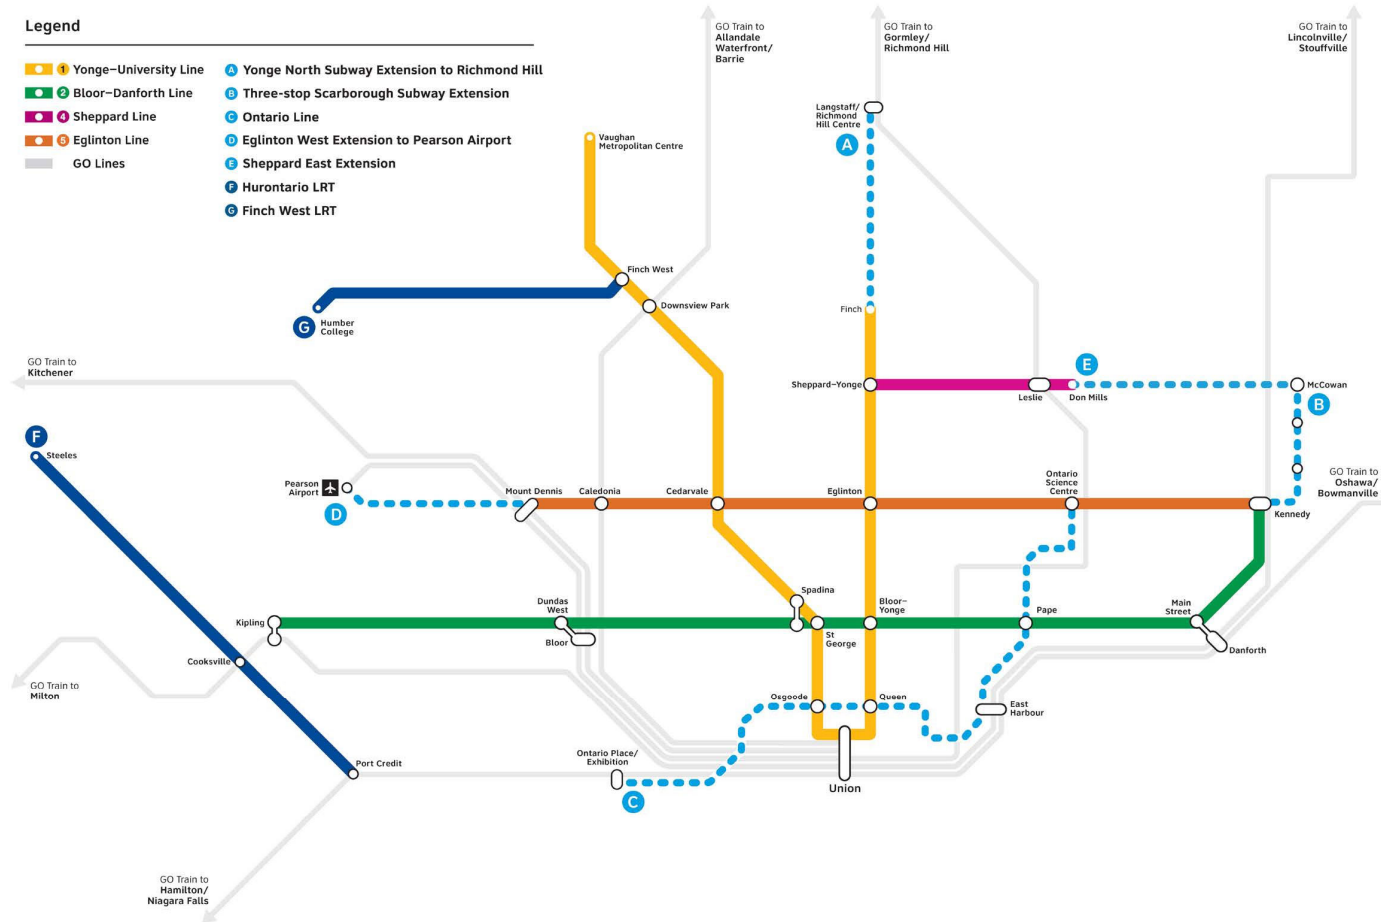 Legend
1 Yonge–University Line
2 Bloor–Danforth Line
4 Sheppard Line
5 Eglinton Line
GO Lines
A Yonge North Subway Extension to Richmond Hill
B Three-stop Scarborough Subway Extension
C Ontario Line
D Eglinton West Extension to Pearson Airport
E Sheppard East Extension
F Hurontario LRT
G Finch West LRT
GO Train to
Allandale
Waterfront/
Barrie
GO Train to
Gormley/
Richmond Hill
GO Train to
Lincolnville/
Stouffville
Langstaff/
Richmond
Hill Centre
A
Vaughan
Metropolitan Centre
Finch West
Downsview Park
Finch
G
Humber
College
GO Train to
Kitchener
Sheppard–Yonge
Leslie
Don Mills
E
McCowan
B
F
Steeles
Pearson
Airport
D
Mount Dennis
Caledonia
Cedarvale
Eglinton
Ontario
Science
Centre
Kennedy
GO Train to
Oshawa/
Bowmanville
Spadina
Dundas
West
Bloor
Bloor–
Yonge
St
George
Pape
Main
Street
Danforth
Kipling
Cooksville
GO Train to
Milton
Osgoode
Queen
East
Harbour
Port Credit
Ontario Place/
Exhibition
C
Union
GO Train to
Hamilton/
Niagara Falls